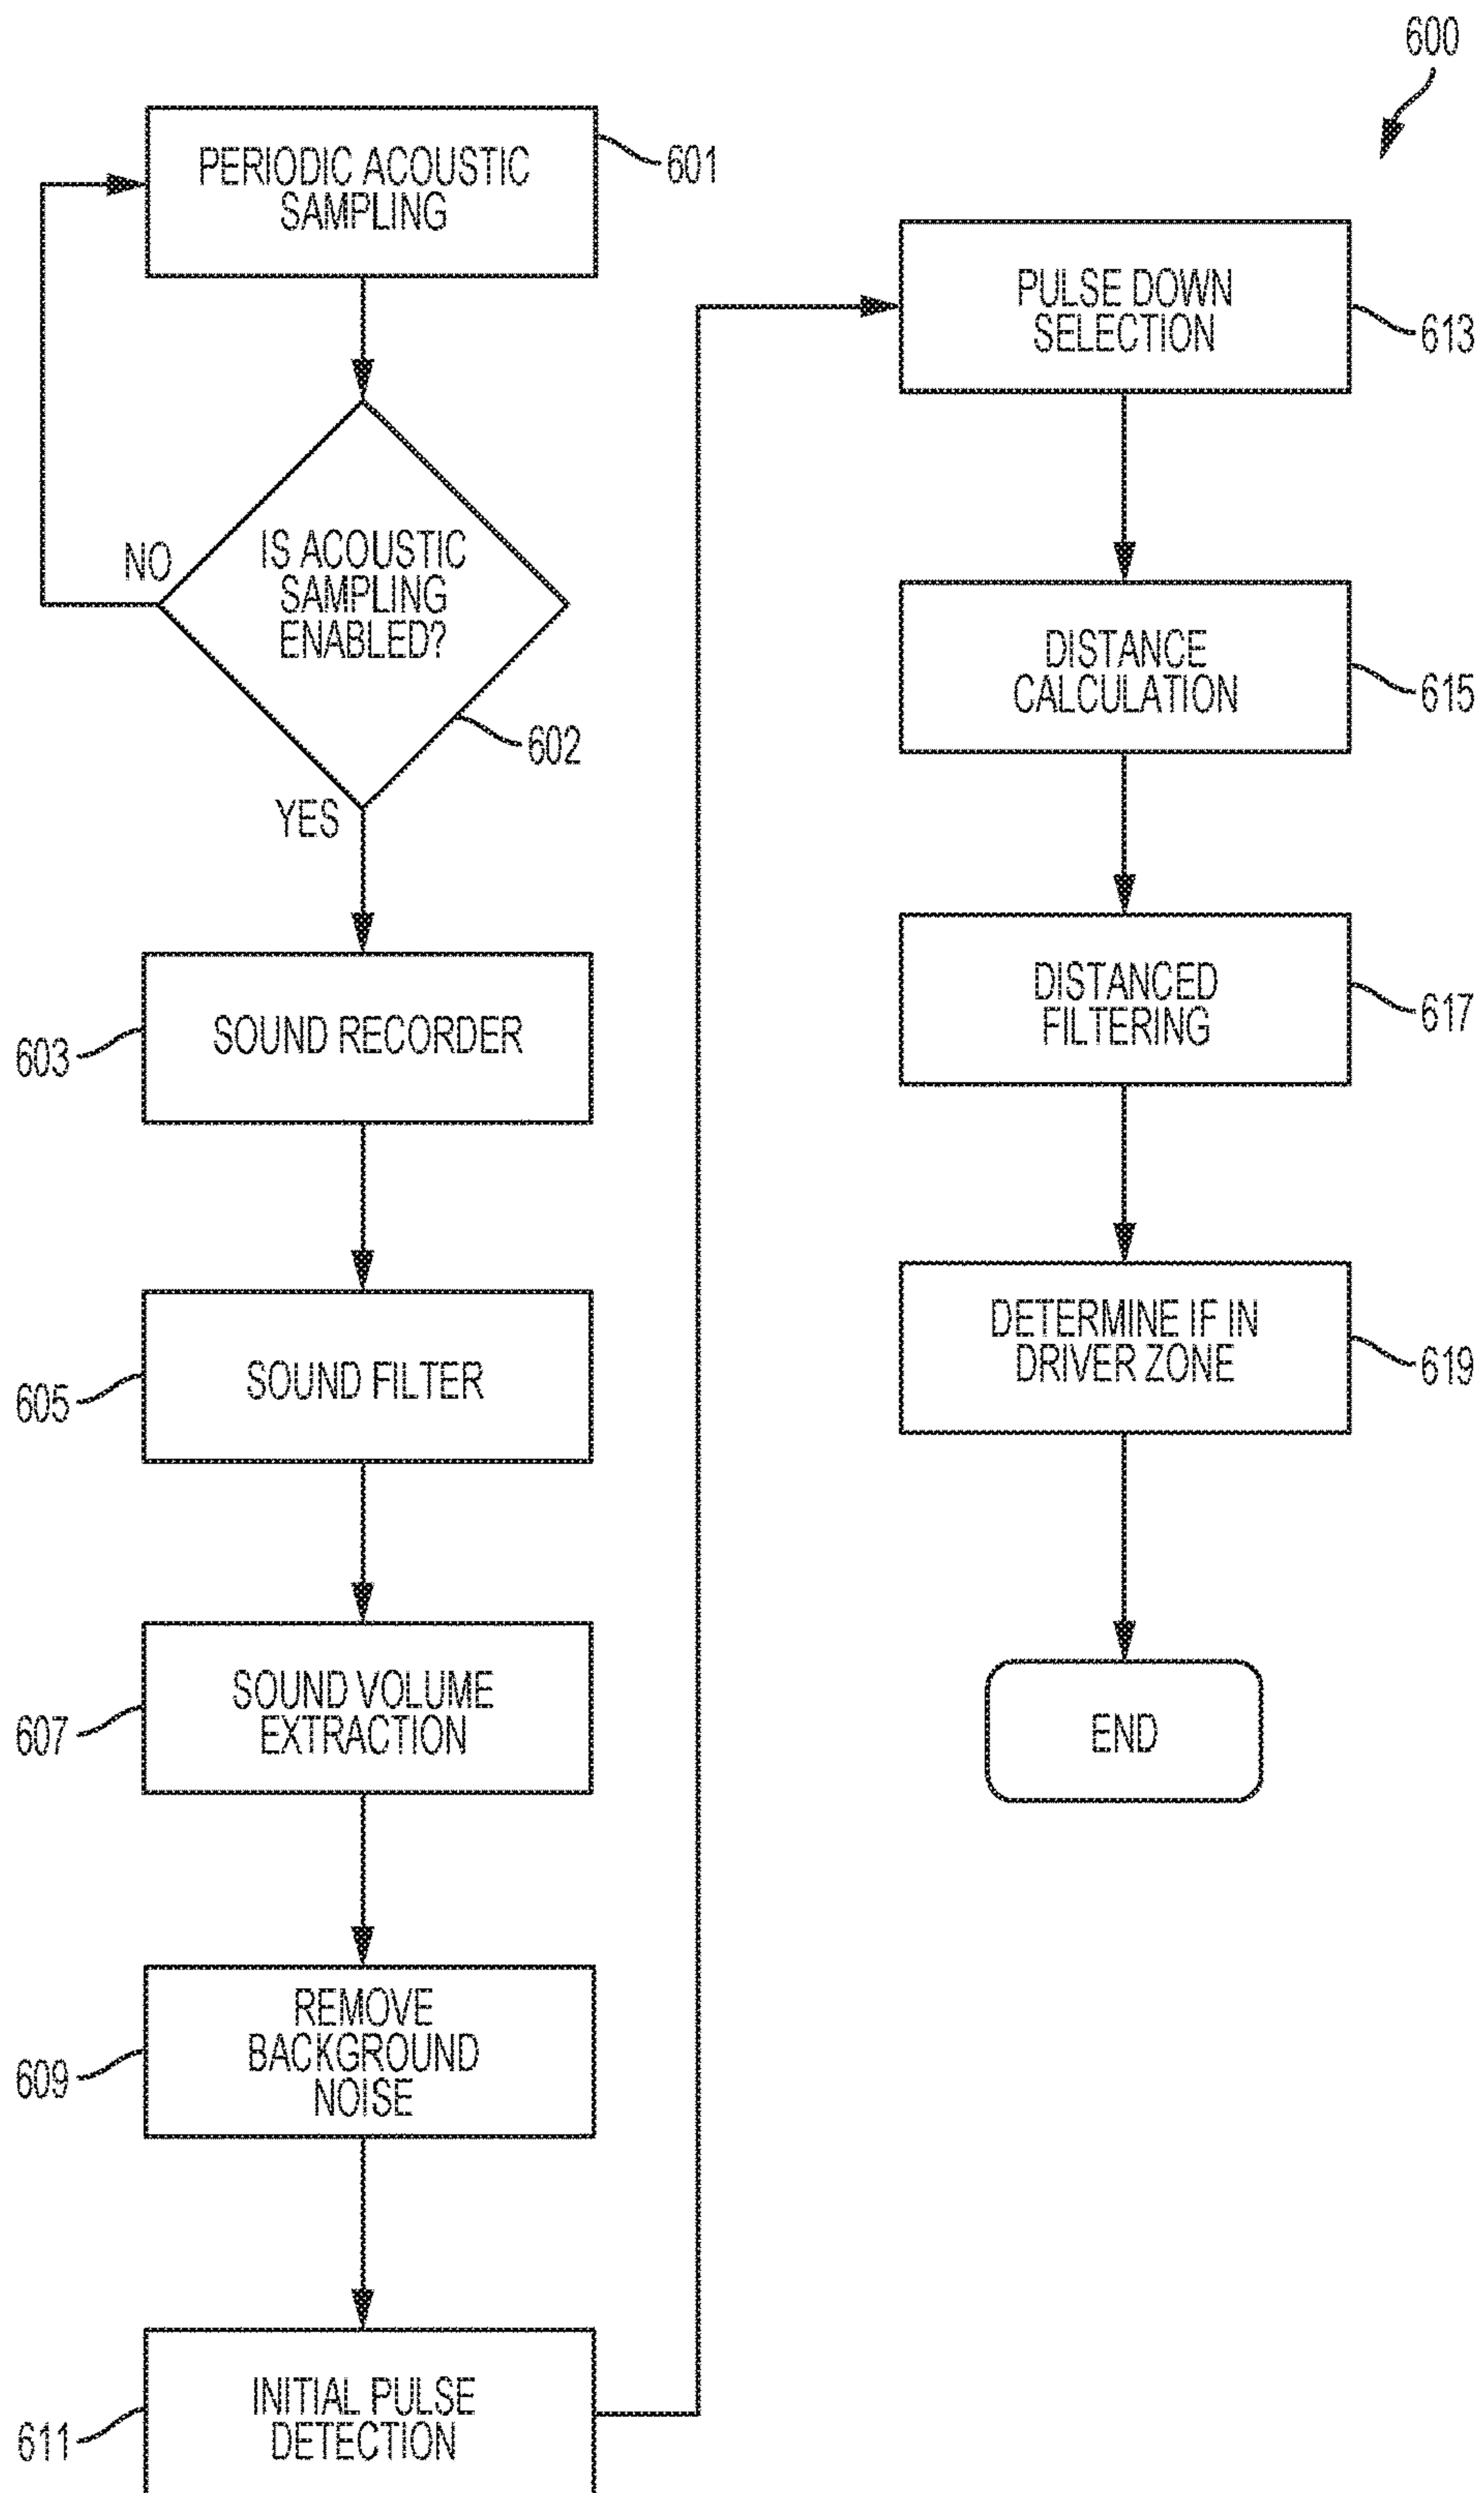 600
PERIODIC ACOUSTIC
SAMPLING
601
IS ACOUSTIC
SAMPLING
ENABLED?
NO
602
YES
SOUND RECORDER
603
SOUND FILTER
605
SOUND VOLUME
EXTRACTION
607
REMOVE
BACKGROUND
NOISE
609
INITIAL PULSE
DETECTION
611
PULSE DOWN
SELECTION
613
DISTANCE
CALCULATION
615
DISTANCED
FILTERING
617
DETERMINE IF IN
DRIVER ZONE
619
END